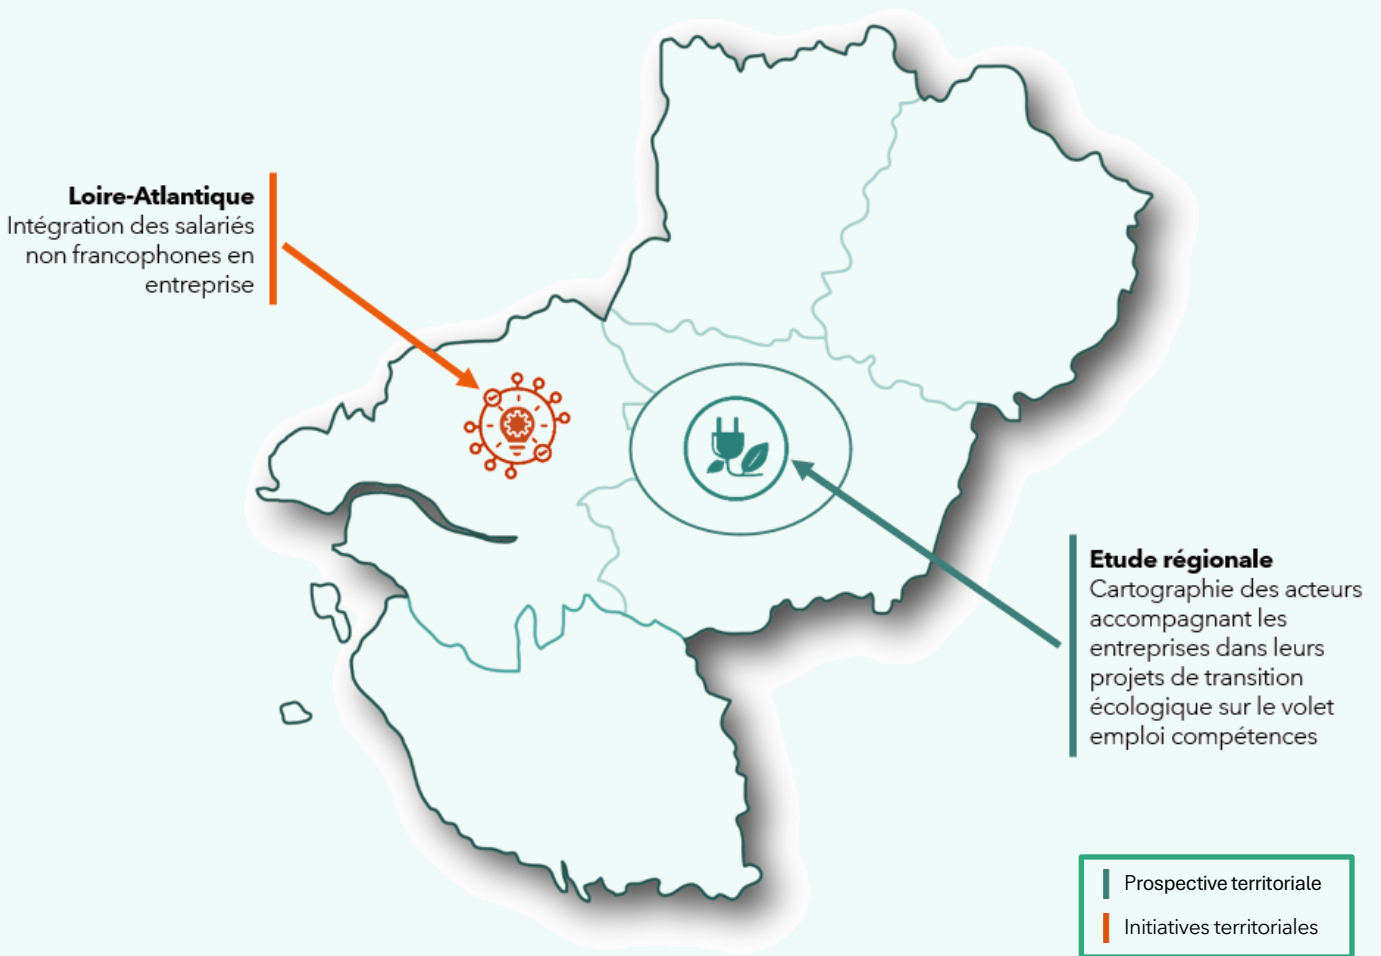 Loire-Atlantique
Intégration des salariés
non francophones en
entreprise
Etude régionale
Cartographie des acteurs
accompagnant les
entreprises dans leurs
projets de transition
écologique sur le volet
emploi compétences
Prospective territoriale
Initiatives territoriales